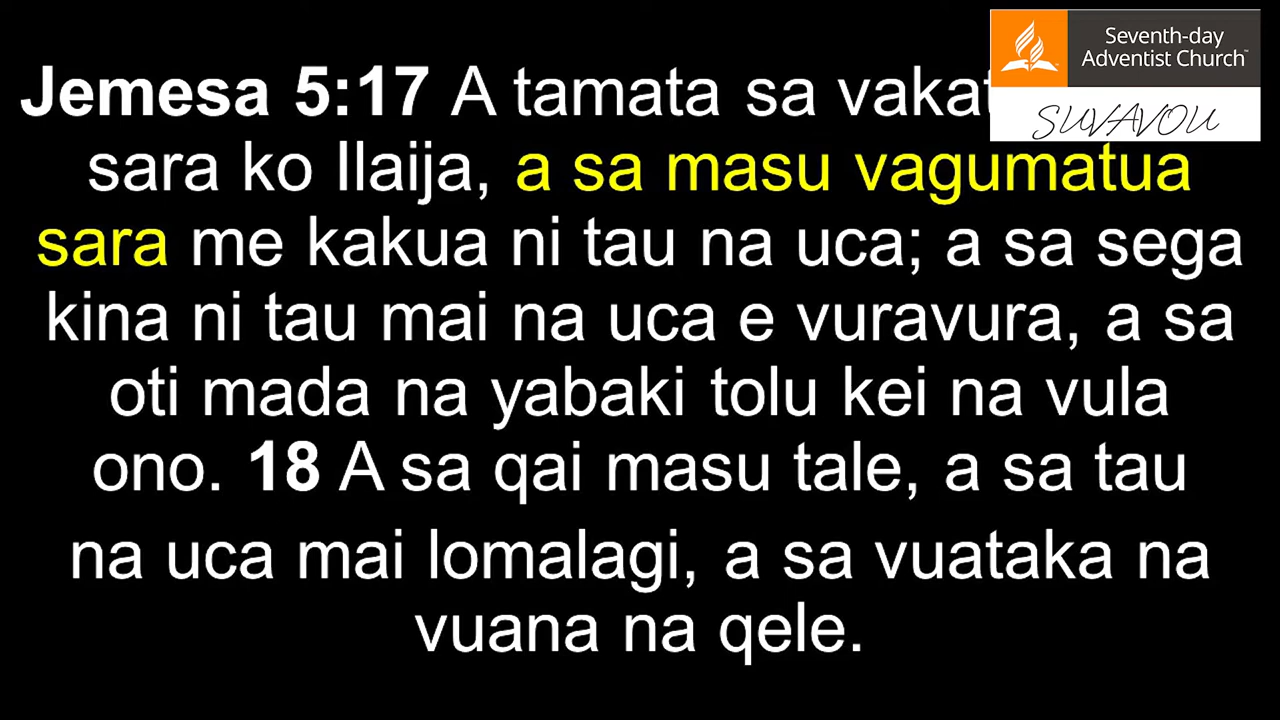 Seventh-day
Adventist Church™
SUVAVOU
Jemesa 5:17 A tamata sa
sara ko Ilaija, a sa masu vagumatua
sara me kakua ni tau na uca; a sa sega
kina ni tau mai na uca e vuravura, a sa
oti mada na yabaki tolu kei na vula
ono. 18 A sa qai masu tale, a sa tau
na uca mai lomalagi, a sa vuataka na
vuana na qele.